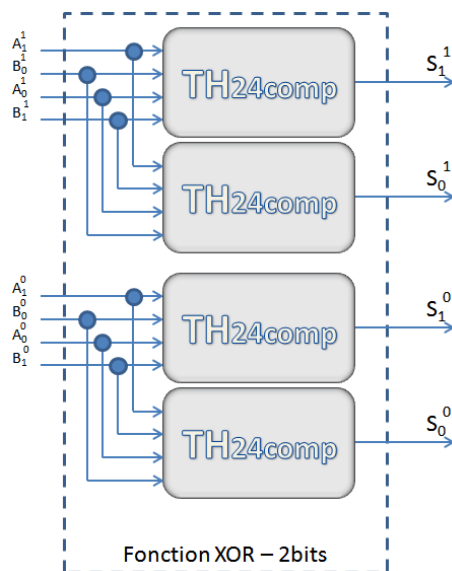 A₁¹
B₀¹
A₀¹
B₁¹
TH24comp
S₁¹
TH24comp
S₀¹
A₁⁰
B₀⁰
A₀⁰
B₁⁰
TH24comp
S₁⁰
TH24comp
S₀⁰
Fonction XOR – 2bits